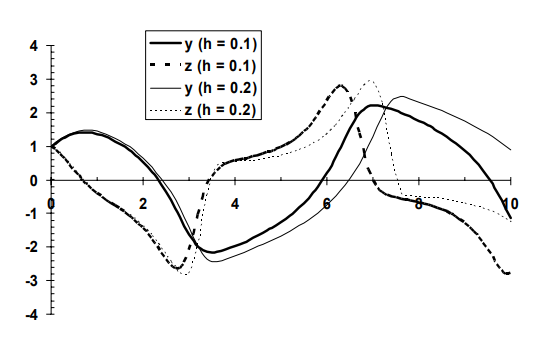 y (h = 0.1)
z (h = 0.1)
y (h = 0.2)
z (h = 0.2)
4
3
2
1
0
-1
-2
-3
-4
0 2 4 6 8 10